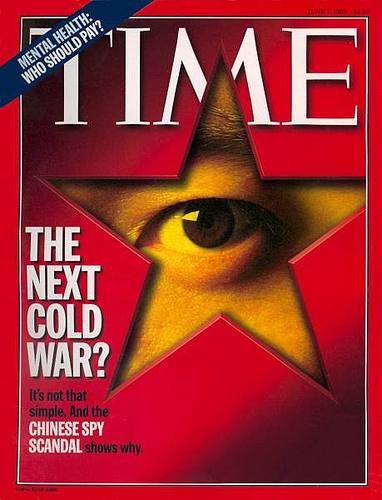 MENTAL HEALTH:
WHO SHOULD PAY?
TIME
THE
NEXT
COLD
WAR?
It's not that
simple. And the
CHINESE SPY
SCANDAL shows why.